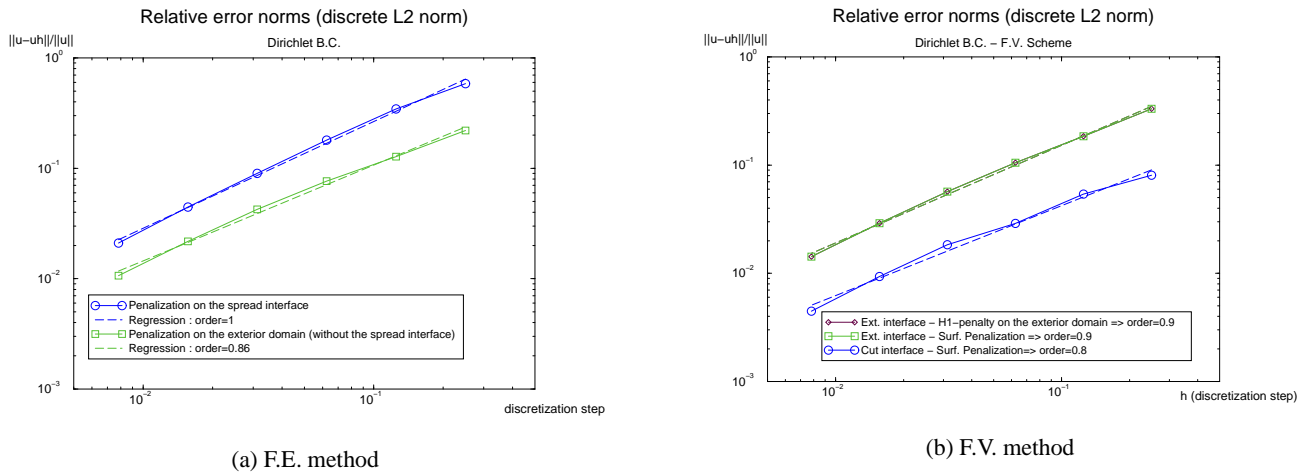 Relative error norms (discrete L2 norm)
||u−uh||/||u||
Dirichlet B.C.
10^0
10^-1
10^-2
10^-3
10^-2
10^-1
discretization step
Penalization on the spread interface
Regression : order=1
Penalization on the exterior domain (without the spread interface)
Regression : order=0.86
(a) F.E. method
Relative error norms (discrete L2 norm)
||u−uh||/||u||
Dirichlet B.C. − F.V. Scheme
10^0
10^-1
10^-2
10^-3
10^-2
10^-1
h (discretization step)
Ext. interface − H1−penalty on the exterior domain => order=0.9
Ext. interface − Surf. Penalization => order=0.9
Cut interface − Surf. Penalization=> order=0.8
(b) F.V. method